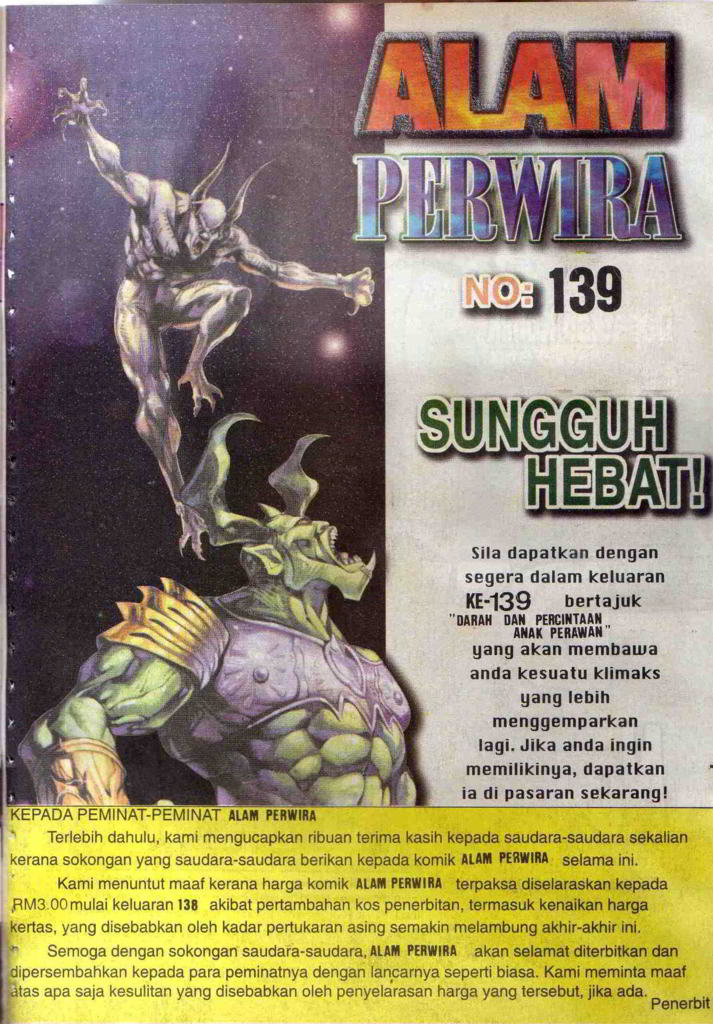 ALAM
PERWIRA
NO: 139
SUNGGUH
HEBAT!
Sila dapatkan dengan
segera dalam keluaran
KE-139 bertajuk
"DARAH DAN PERCINTAAN
ANAK PERAWAN"
yang akan membawa
anda kesuatu klimaks
yang lebih
menggemparkan
lagi. Jika anda ingin
memilikinya, dapatkan
ia di pasaran sekarang!
KEPADA PEMINAT-PEMINAT ALAM PERWIRA
Terlebih dahulu, kami mengucapkan ribuan terima kasih kepada saudara-saudara sekalian
kerana sokongan yang saudara-saudara berikan kepada komik ALAM PERWIRA selama ini.
Kami menuntut maaf kerana harga komik ALAM PERWIRA terpaksa diselaraskan kepada
RM3.00 mulai keluaran 138 akibat pertambahan kos penerbitan, termasuk kenaikan harga
kertas, yang disebabkan oleh kadar pertukaran asing semakin melambung akhir-akhir ini.
Semoga dengan sokongan saudara-saudara, ALAM PERWIRA akan selamat diterbitkan dan
dipersembahkan kepada para peminatnya dengan lancarnya seperti biasa. Kami meminta maaf
atas apa saja kesulitan yang disebabkan oleh penyelarasan harga yang tersebut, jika ada.
Penerbit